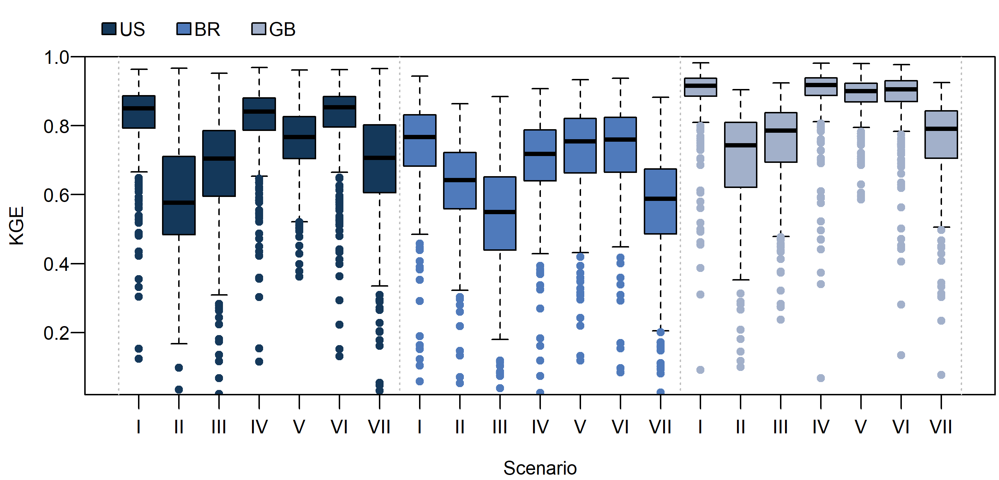 US BR GB
1.0
0.8
0.6
0.4
0.2
KGE
I II III IV V VI VII I II III IV V VI VII I II III IV V VI VII
Scenario